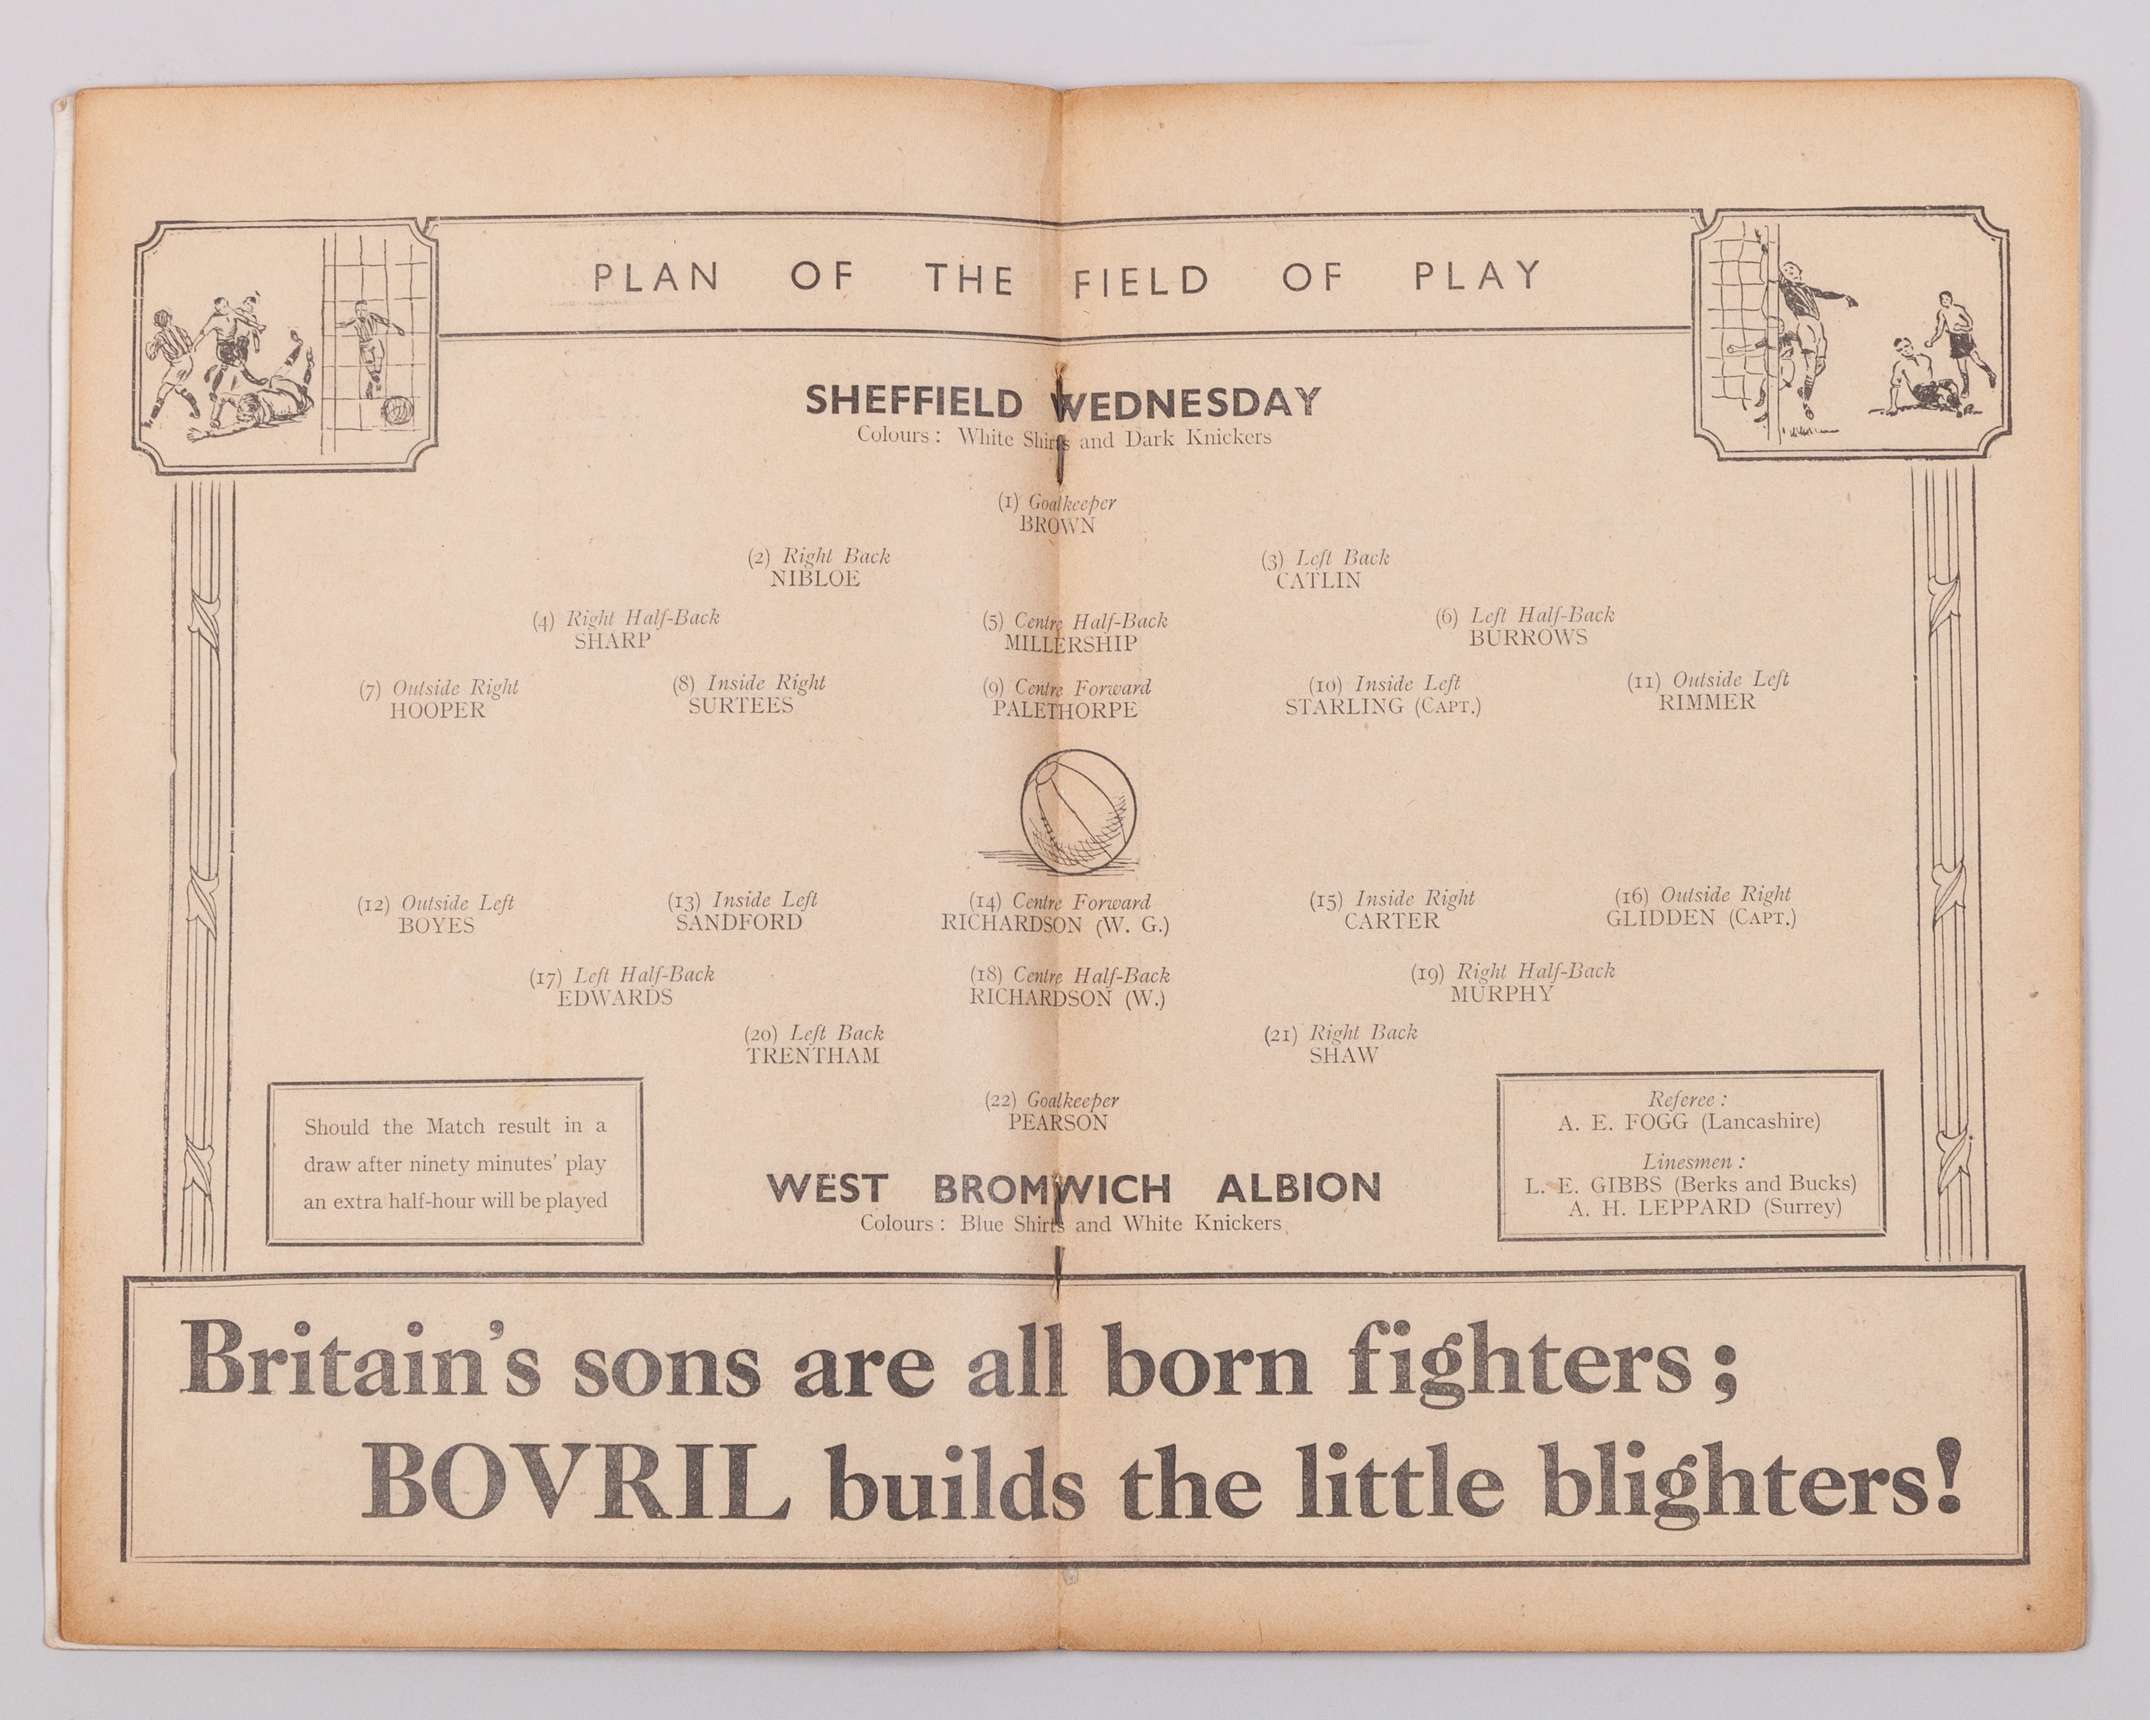 PLAN OF THE FIELD OF PLAY
SHEFFIELD WEDNESDAY
Colours: White Shirts and Dark Knickers
(1) Goalkeeper
BROWN
(2) Right Back
NIBLOE
(3) Left Back
CATLIN
(4) Right Half-Back
SHARP
(5) Centre Half-Back
MILLERSHIP
(6) Left Half-Back
BURROWS
(7) Outside Right
HOOPER
(8) Inside Right
SURTEES
(9) Centre Forward
PALETHORPE
(10) Inside Left
STARLING (CAPT.)
(11) Outside Left
RIMMER
(12) Outside Left
BOYES
(13) Inside Left
SANDFORD
(14) Centre Forward
RICHARDSON (W. G.)
(15) Inside Right
CARTER
(16) Outside Right
GLIDDEN (CAPT.)
(17) Left Half-Back
EDWARDS
(18) Centre Half-Back
RICHARDSON (W.)
(19) Right Half-Back
MURPHY
(20) Left Back
TRENTHAM
(21) Right Back
SHAW
(22) Goalkeeper
PEARSON
WEST BROMWICH ALBION
Colours: Blue Shirts and White Knickers
Should the Match result in a
draw after ninety minutes' play
an extra half-hour will be played
Referee:
A. E. FOGG (Lancashire)
Linesmen:
L. E. GIBBS (Berks and Bucks)
A. H. LEPPARD (Surrey)
Britain's sons are all born fighters;
BOVRIL builds the little blighters!